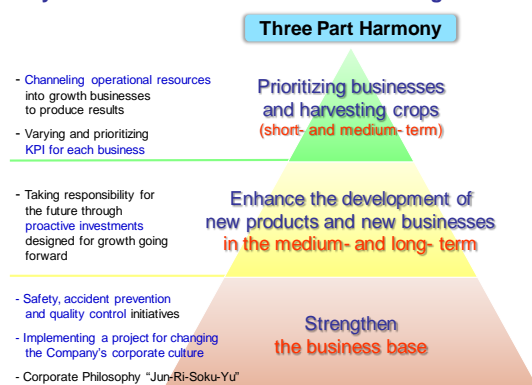 Three Part Harmony
- Channeling operational resources
into growth businesses
to produce results
- Varying and prioritizing
KPI for each business
Prioritizing businesses
and harvesting crops
(short- and medium- term)
- Taking responsibility for
the future through
proactive investments
designed for growth going
forward
Enhance the development of
new products and new businesses
in the medium- and long- term
- Safety, accident prevention
and quality control initiatives
- Implementing a project for changing
the Company's corporate culture
- Corporate Philosophy “Jun-Ri-Soku-Yu”
Strengthen
the business base